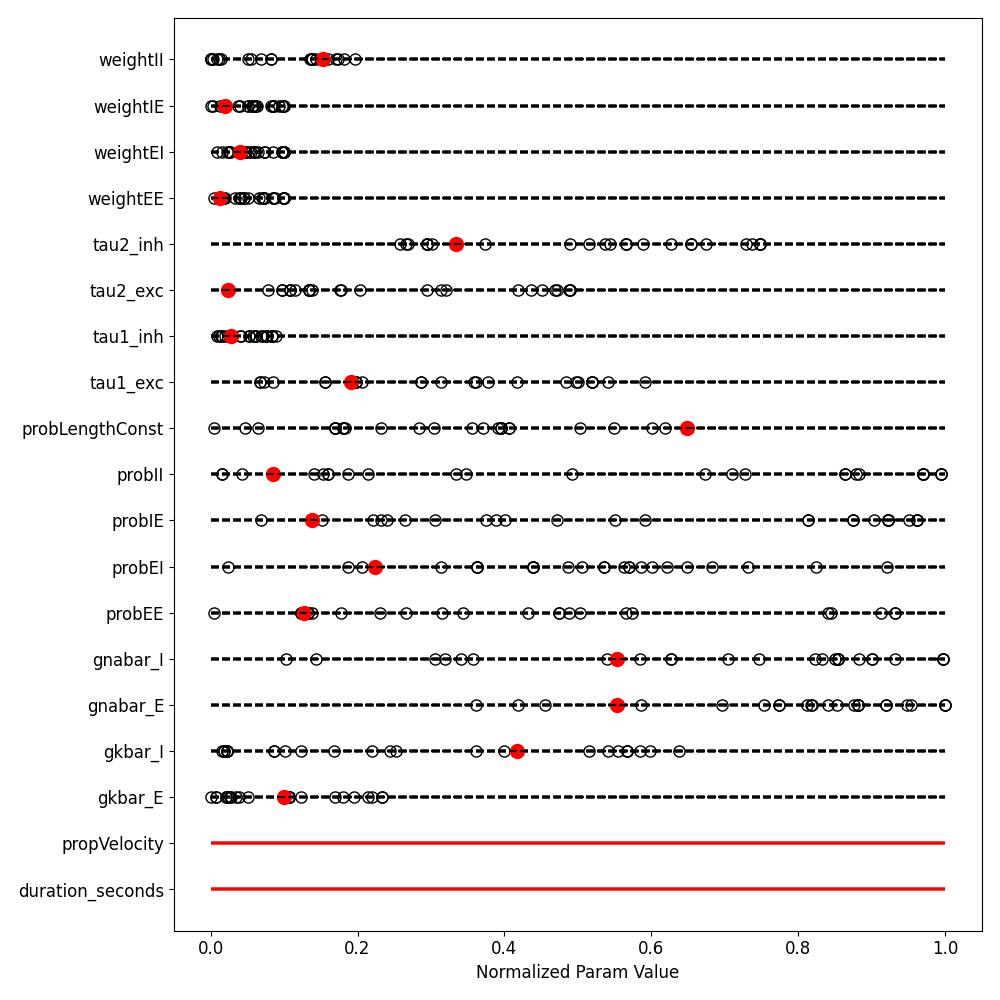 weightII
weightIE
weightEI
weightEE
tau2_inh
tau2_exc
tau1_inh
tau1_exc
probLengthConst
probII
probIE
probEI
probEE
gnabar_I
gnabar_E
gkbar_I
gkbar_E
propVelocity
duration_seconds
0.0 0.2 0.4 0.6 0.8 1.0
Normalized Param Value